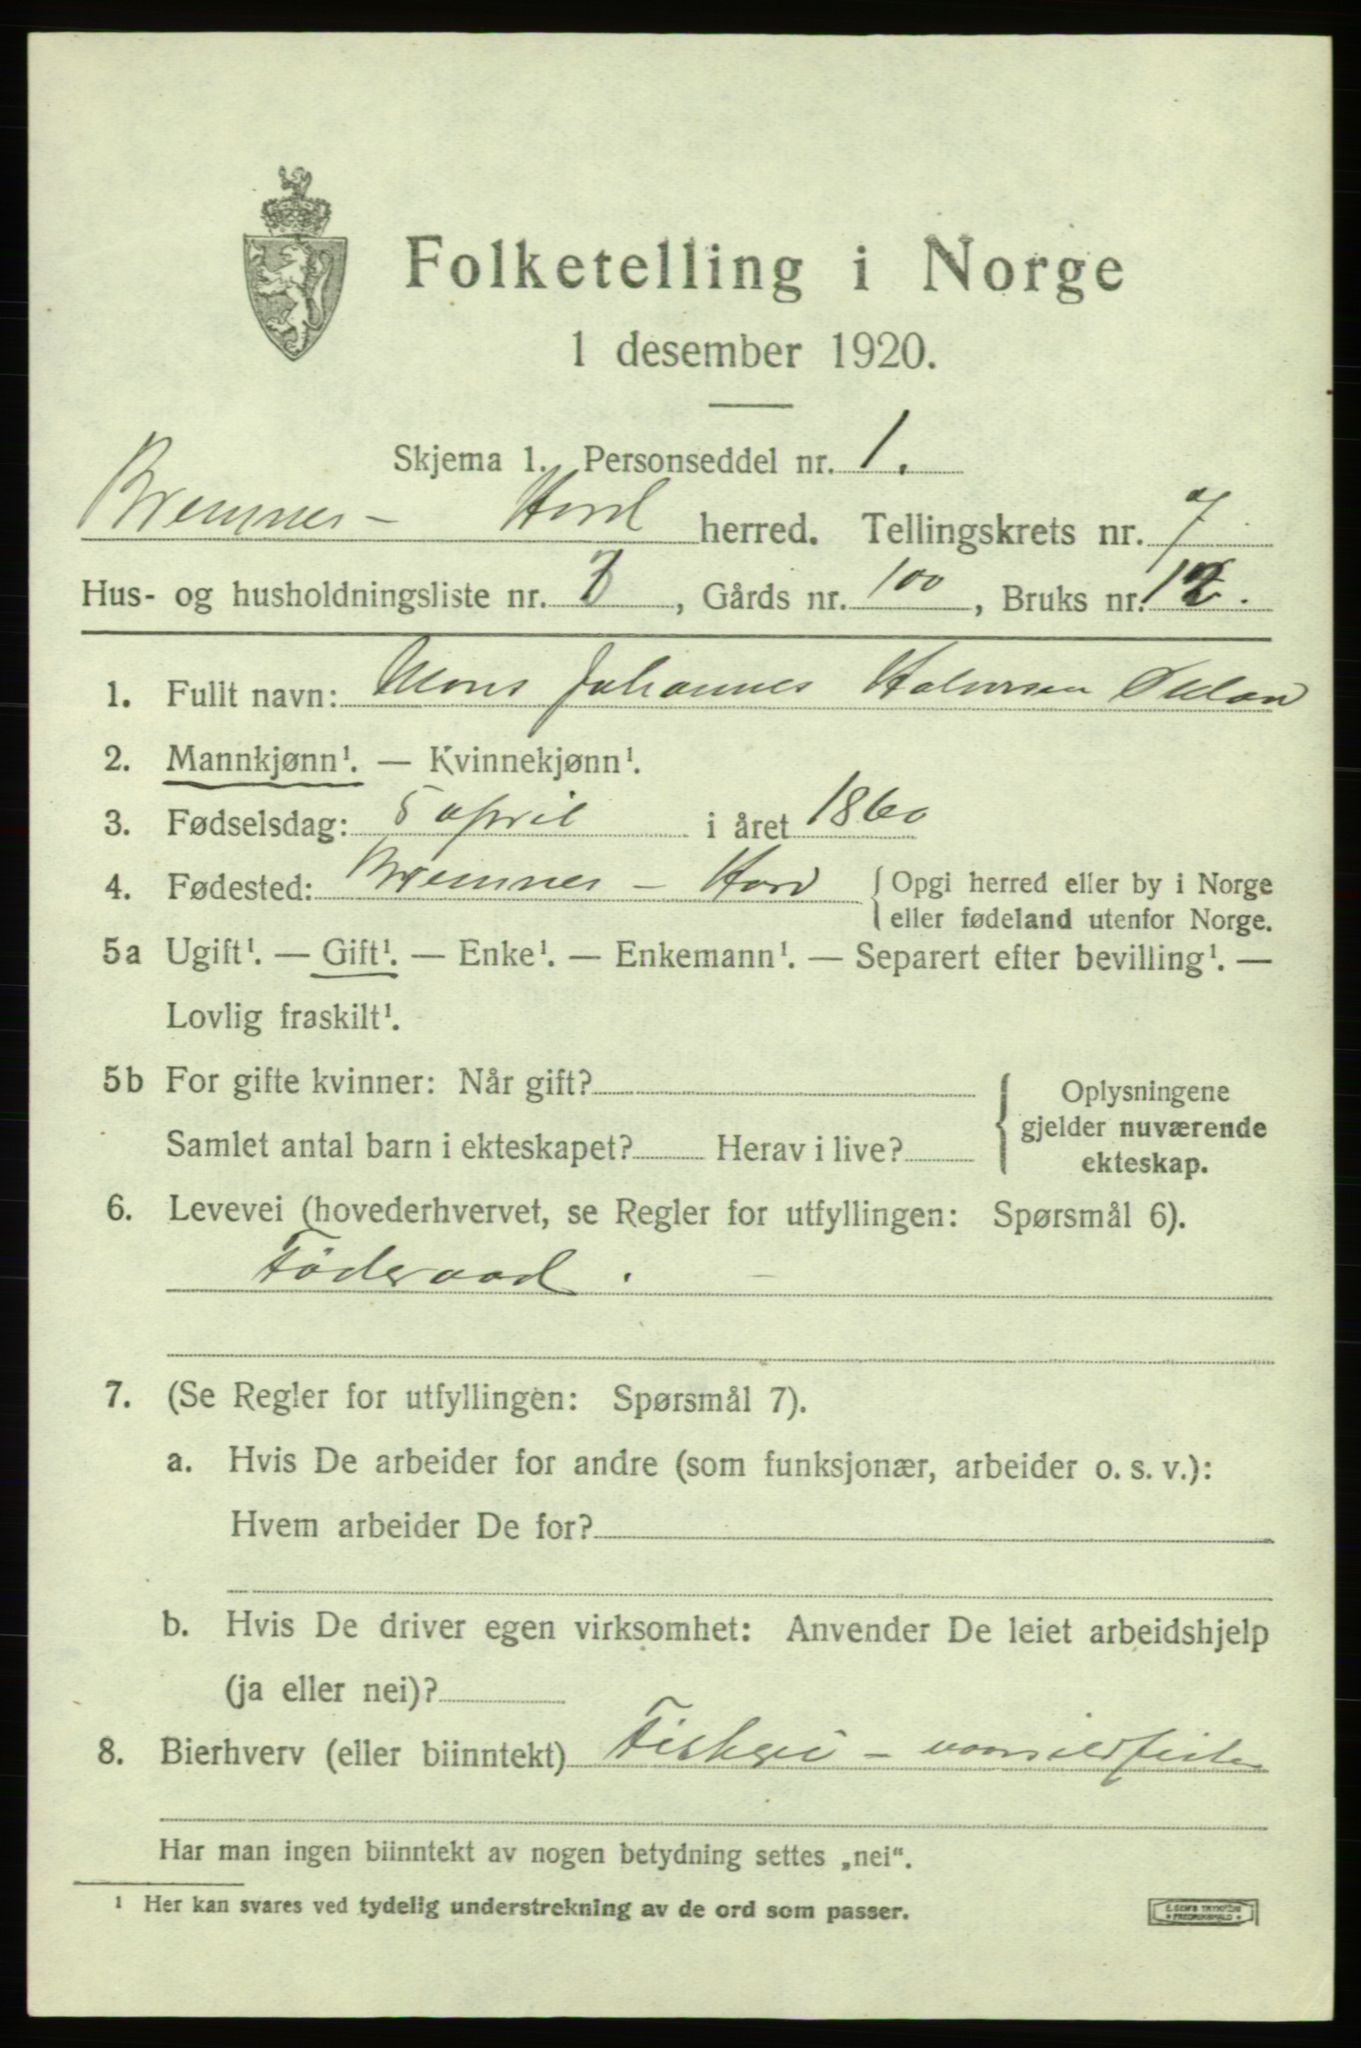 Folketelling i Norge
1 desember 1920.
Skjema 1. Personseddel nr. 1.
Bremnes - Hord herred. Tellingskrets nr. 7
Hus- og husholdningsliste nr. , Gårds nr. 100, Bruks nr. 12.
1. Fullt navn: Mons Johannes Halvorsen
2. Mannkjønn¹. — Kvinnekjønn¹.
3. Fødselsdag: 5 april i året 1860
4. Fødested: Bremnes - Hord { Opgi herred eller by i Norge
eller fødeland utenfor Norge.
5a Ugift¹. — Gift¹. — Enke¹. — Enkemann¹. — Separert efter bevilling¹. —
Lovlig fraskilt¹.
5b For gifte kvinner: Når gift? { Oplysningene
gjelder nuværende
Samlet antal barn i ekteskapet? Herav i live?
ekteskap.
6. Levevei (hovederhvervet, se Regler for utfyllingen: Spørsmål 6).
Føderaad.
7. (Se Regler for utfyllingen: Spørsmål 7).
a. Hvis De arbeider for andre (som funksjonær, arbeider o. s. v.):
Hvem arbeider De for?
b. Hvis De driver egen virksomhet: Anvender De leiet arbeidshjelp
(ja eller nei)?
8. Bierhverv (eller biinntekt) Fiskeri -
Har man ingen biinntekt av nogen betydning settes „nei“.
¹ Her kan svares ved tydelig understrekning av de ord som passer.